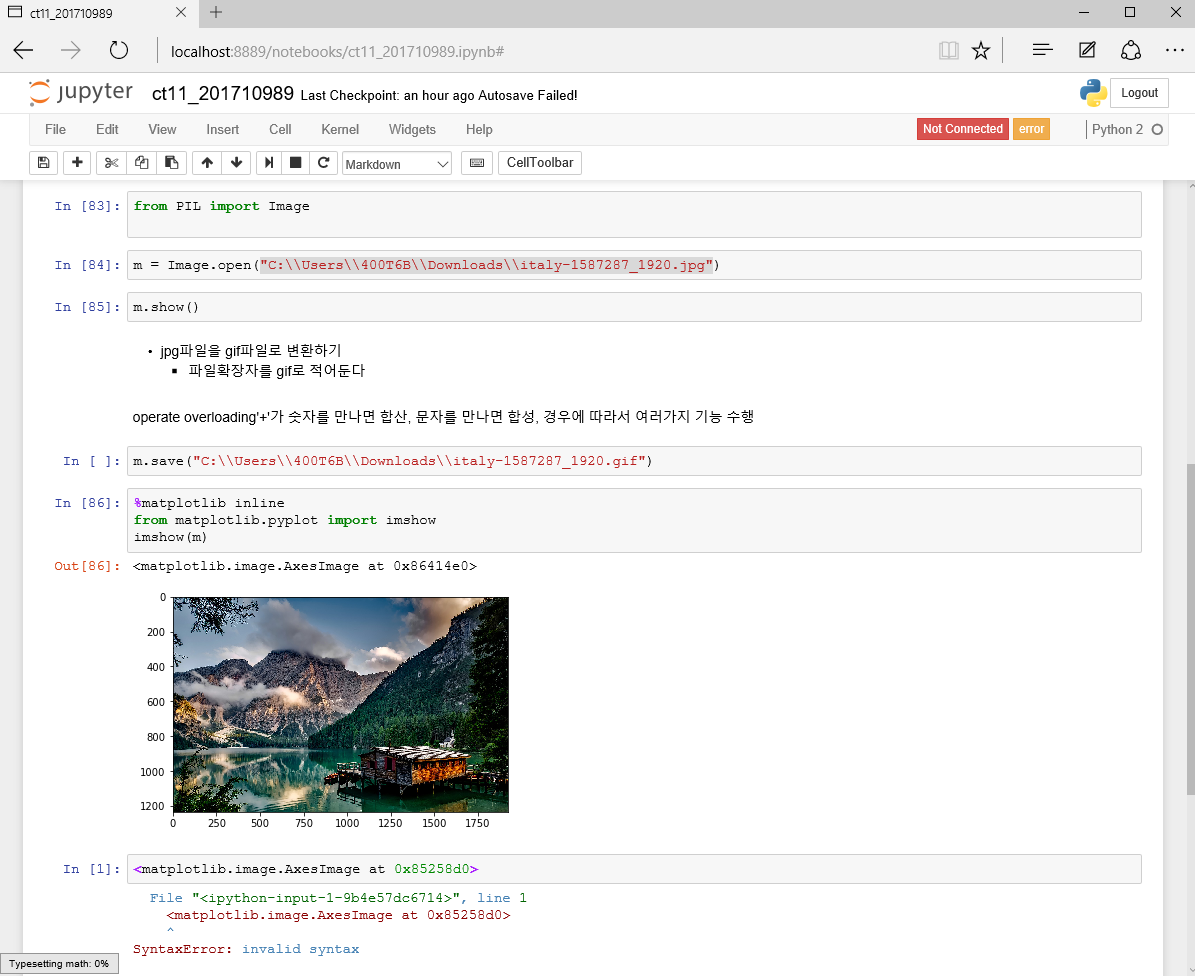 ct11_201710989
localhost:8889/notebooks/ct11_201710989.ipynb#
jupyter ct11_201710989 Last Checkpoint: an hour ago Autosave Failed!
Logout
File Edit View Insert Cell Kernel Widgets Help
Not Connected error Python 2
Markdown CellToolbar
In [83]: from PIL import Image
In [84]: m = Image.open("C:\\Users\\400T6B\\Downloads\\italy-1587287_1920.jpg")
In [85]: m.show()
• jpg파일을 gif파일로 변환하기
▪ 파일확장자를 gif로 적어둔다
operate overloading'+'가 숫자를 만나면 합산, 문자를 만나면 합성, 경우에 따라서 여러가지 기능 수행
In [ ]: m.save("C:\\Users\\400T6B\\Downloads\\italy-1587287_1920.gif")
In [86]: %matplotlib inline
from matplotlib.pyplot import imshow
imshow(m)
Out[86]: <matplotlib.image.AxesImage at 0x86414e0>
0
200
400
600
800
1000
1200
0 250 500 750 1000 1250 1500 1750
In [1]: <matplotlib.image.AxesImage at 0x85258d0>
File "<ipython-input-1-9b4e57dc6714>", line 1
<matplotlib.image.AxesImage at 0x85258d0>
^
SyntaxError: invalid syntax
Typesetting math: 0%